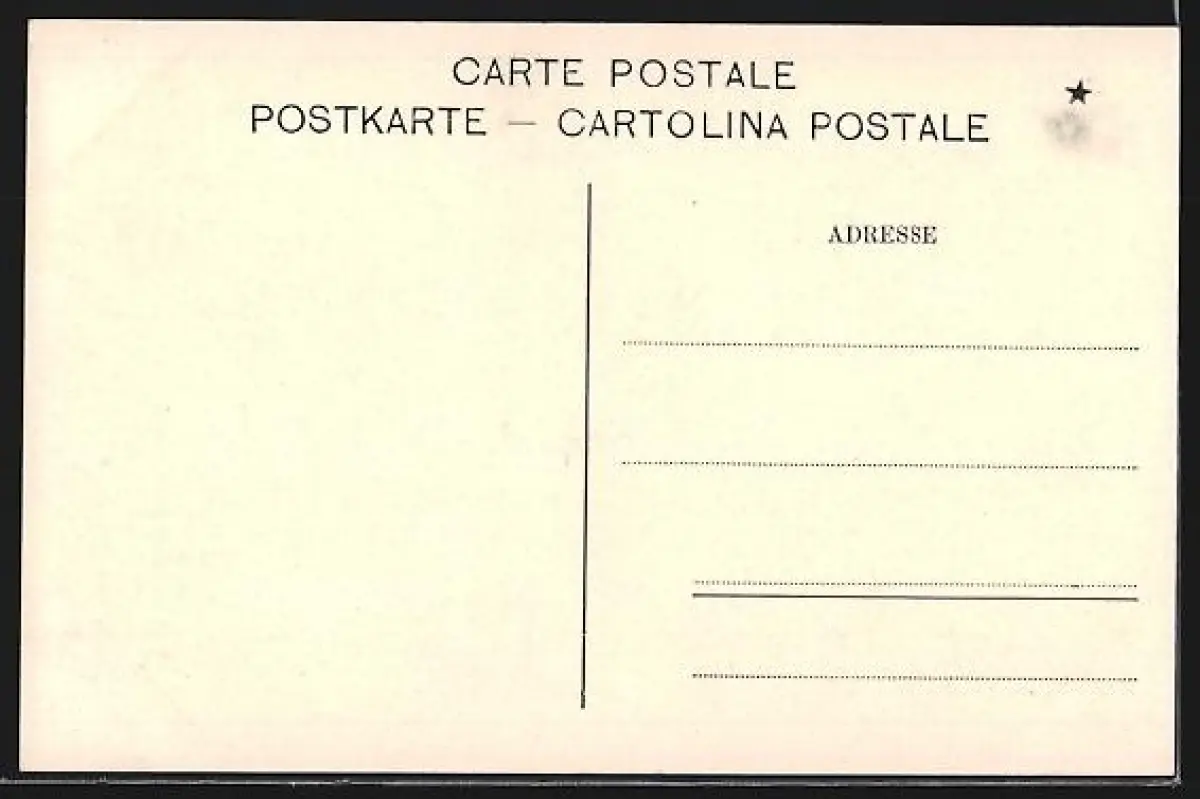 CARTE POSTALE
POSTKARTE — CARTOLINA POSTALE
ADRESSE